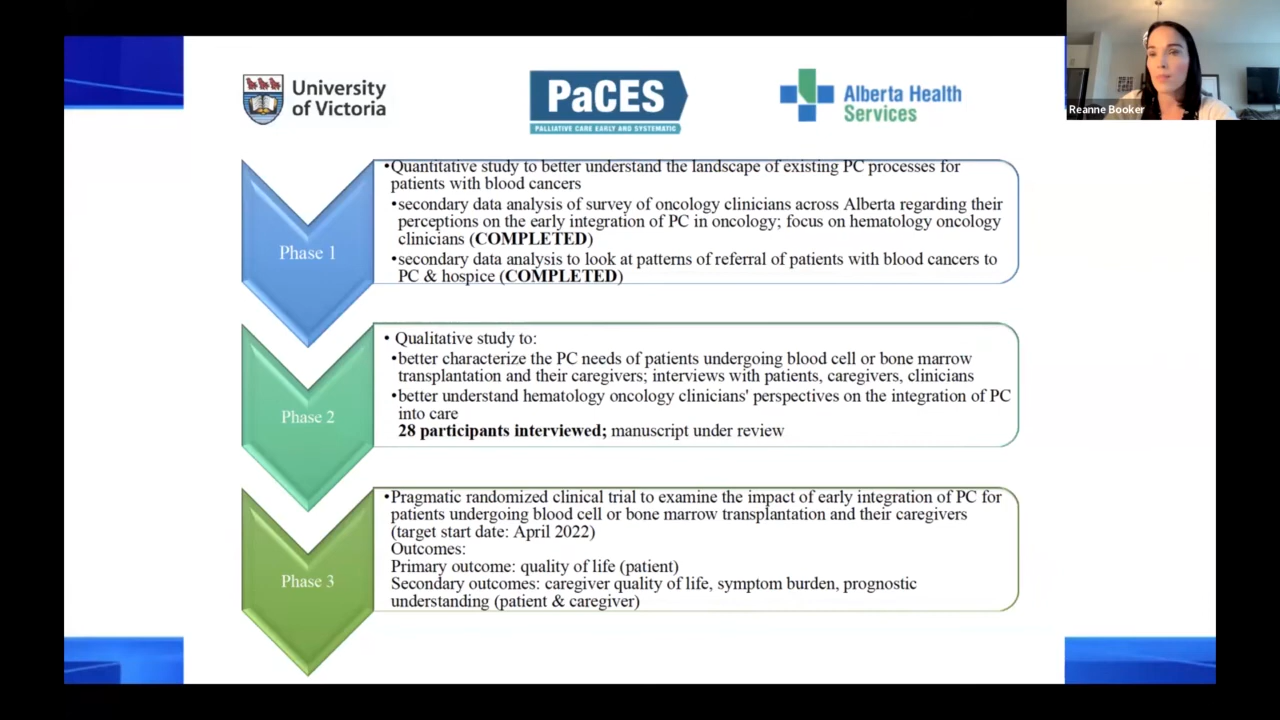 University
of Victoria
PaCES
PALLIATIVE CARE EARLY AND SYSTEMATIC
Alberta Health
Services
Reanne Booker
Phase 1
•Quantitative study to better understand the landscape of existing PC processes for
patients with blood cancers
•secondary data analysis of survey of oncology clinicians across Alberta regarding their
perceptions on the early integration of PC in oncology; focus on hematology oncology
clinicians (COMPLETED)
•secondary data analysis to look at patterns of referral of patients with blood cancers to
PC & hospice (COMPLETED)
Phase 2
• Qualitative study to:
•better characterize the PC needs of patients undergoing blood cell or bone marrow
transplantation and their caregivers; interviews with patients, caregivers, clinicians
•better understand hematology oncology clinicians' perspectives on the integration of PC
into care
28 participants interviewed; manuscript under review
Phase 3
•Pragmatic randomized clinical trial to examine the impact of early integration of PC for
patients undergoing blood cell or bone marrow transplantation and their caregivers
(target start date: April 2022)
Outcomes:
Primary outcome: quality of life (patient)
Secondary outcomes: caregiver quality of life, symptom burden, prognostic
understanding (patient & caregiver)